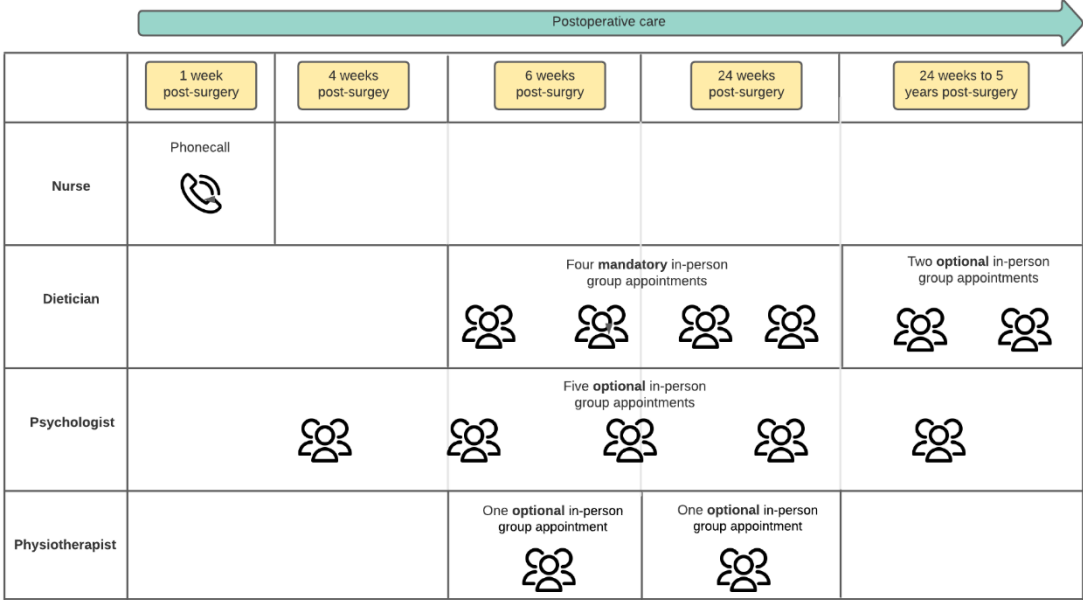 Postoperative care
1 week
post-surgery
4 weeks
post-surgey
6 weeks
post-surgry
24 weeks
post-surgery
24 weeks to 5
years post-surgery
Nurse
Phonecall
Dietician
Four mandatory in-person
group appointments
Two optional in-person
group appointments
Psychologist
Five optional in-person
group appointments
Physiotherapist
One optional in-person
group appointment
One optional in-person
group appointment